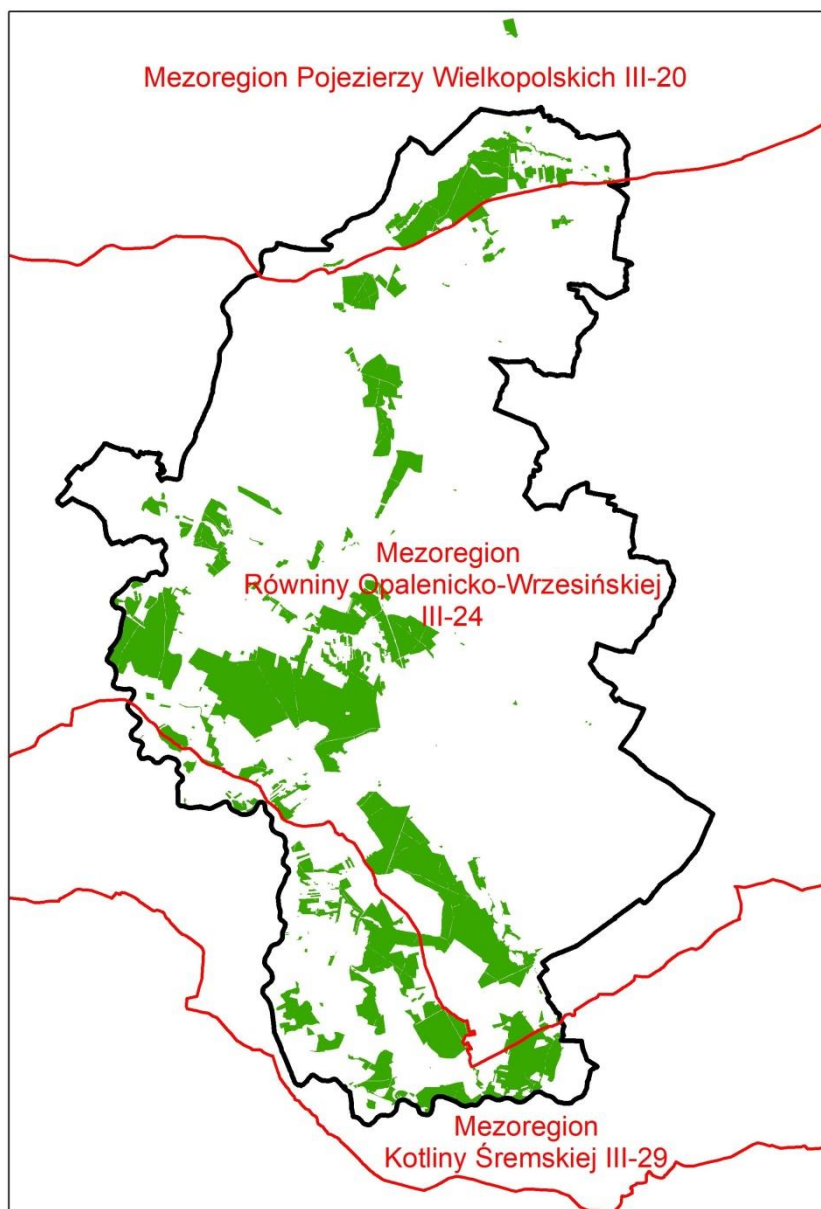 Mezoregion Pojezierzy Wielkopolskich III-20
Mezoregion
Równiny Opalenicko-Wrzesińskiej
III-24
Mezoregion
Kotliny Śremskiej III-29